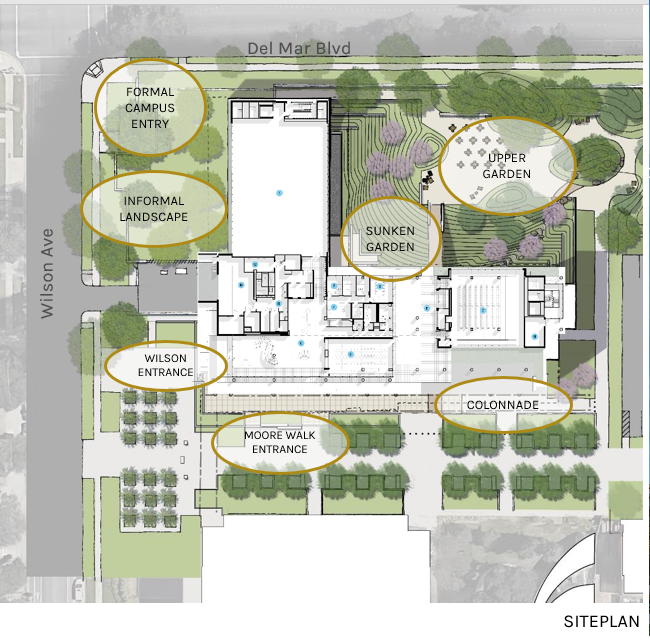 Del Mar Blvd
FORMAL
CAMPUS
ENTRY
UPPER
GARDEN
INFORMAL
LANDSCAPE
SUNKEN
GARDEN
Wilson Ave
WILSON
ENTRANCE
COLONNADE
MOORE WALK
ENTRANCE
SITEPLAN